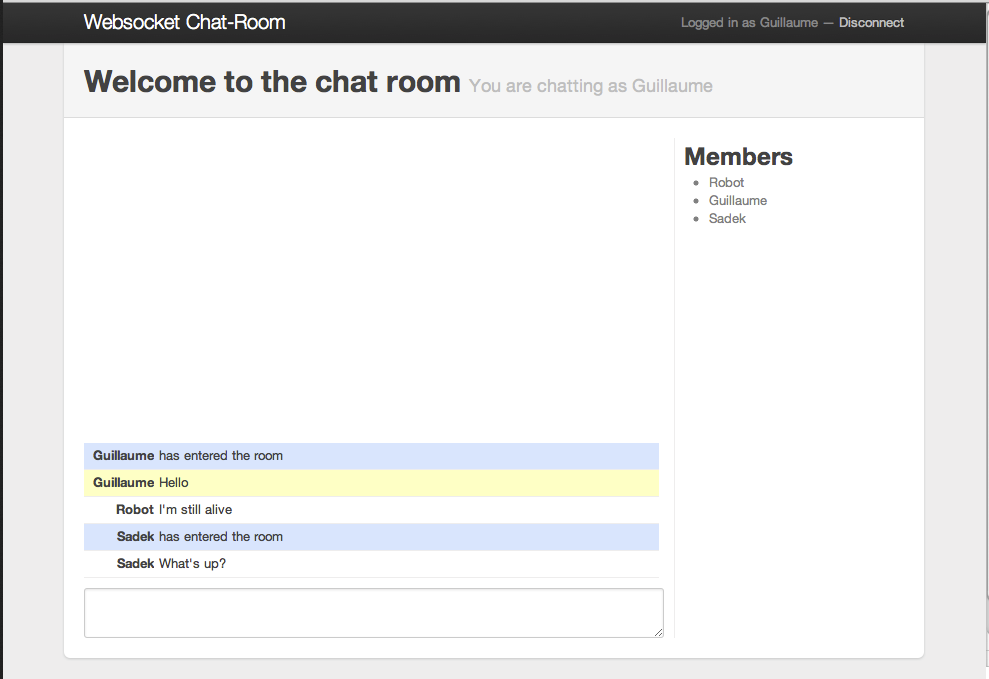 Websocket Chat-Room
Logged in as Guillaume — Disconnect
Welcome to the chat room You are chatting as Guillaume
Guillaume has entered the room
Guillaume Hello
Robot I'm still alive
Sadek has entered the room
Sadek What's up?
Members
Robot
Guillaume
Sadek